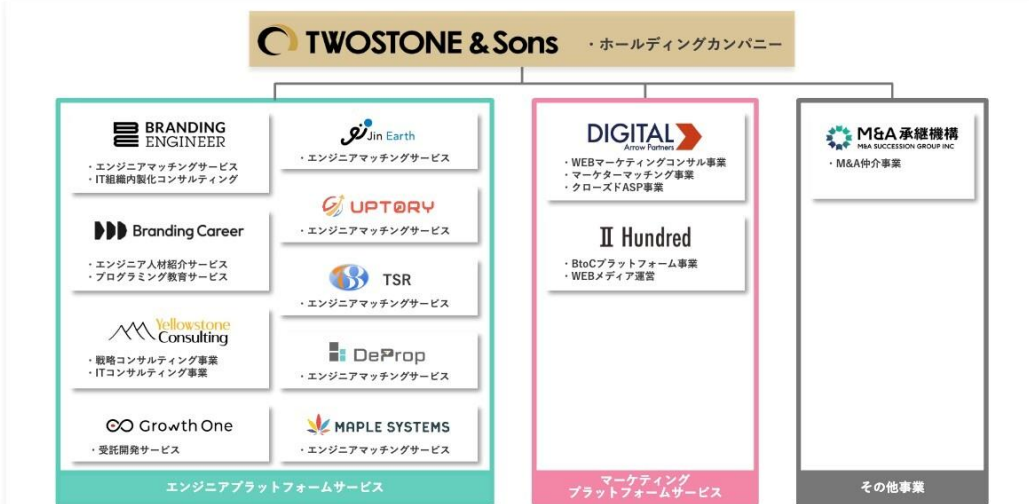 TWOSTONE & Sons ・ホールディングカンパニー
BRANDING
ENGINEER
・エンジニアマッチングサービス
・IT組織内製化コンサルティング
Branding Career
・エンジニア人材紹介サービス
・プログラミング教育サービス
Yellowstone
Consulting
・戦略コンサルティング事業
・ITコンサルティング事業
Growth One
・受託開発サービス
Jin Earth
・エンジニアマッチングサービス
UPTORY
・エンジニアマッチングサービス
TSR
・エンジニアマッチングサービス
DeProp
・エンジニアマッチングサービス
MAPLE SYSTEMS
・エンジニアマッチングサービス
エンジニアプラットフォームサービス
DIGITAL
Arrow Partners
・WEBマーケティングコンサル事業
・マーケターマッチング事業
・クローズドASP事業
II Hundred
・BtoCプラットフォーム事業
・WEBメディア運営
マーケティング
プラットフォームサービス
M&A承継機構
M&A SUCCESSION GROUP INC
・M&A仲介事業
その他事業